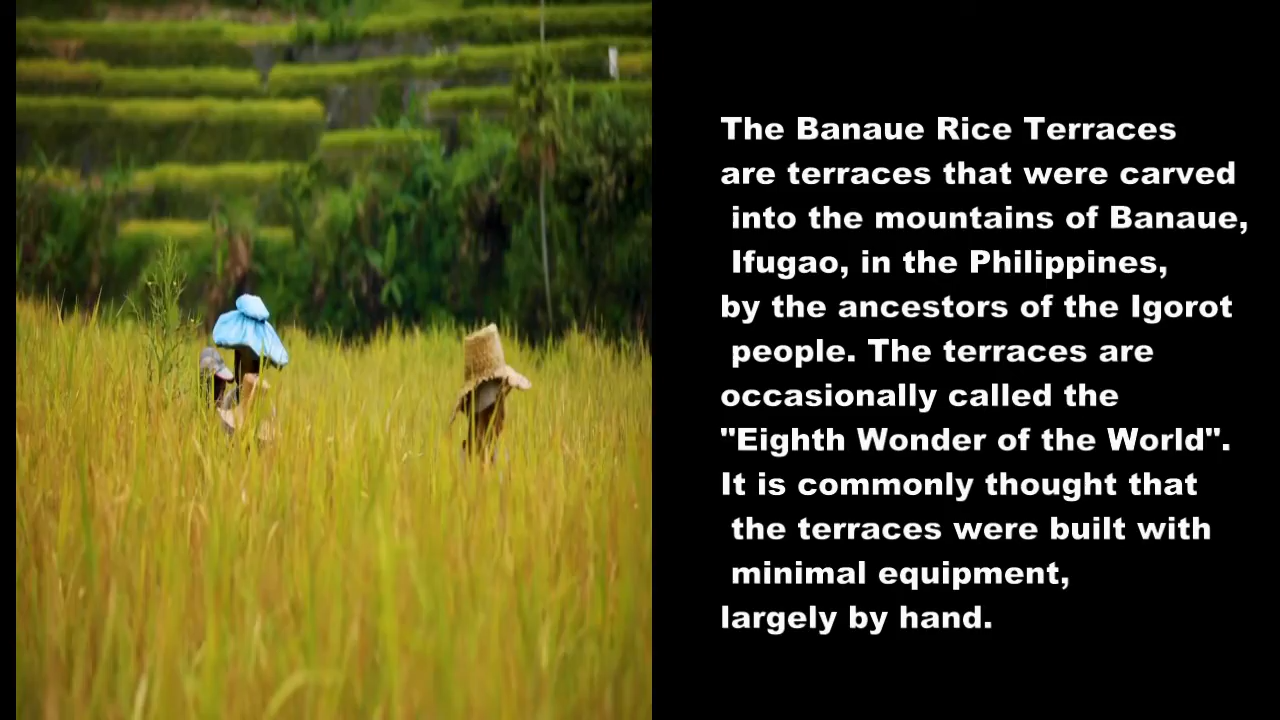 The Banaue Rice Terraces
are terraces that were carved
into the mountains of Banaue,
Ifugao, in the Philippines,
by the ancestors of the Igorot
people. The terraces are
occasionally called the
"Eighth Wonder of the World".
It is commonly thought that
the terraces were built with
minimal equipment,
largely by hand.